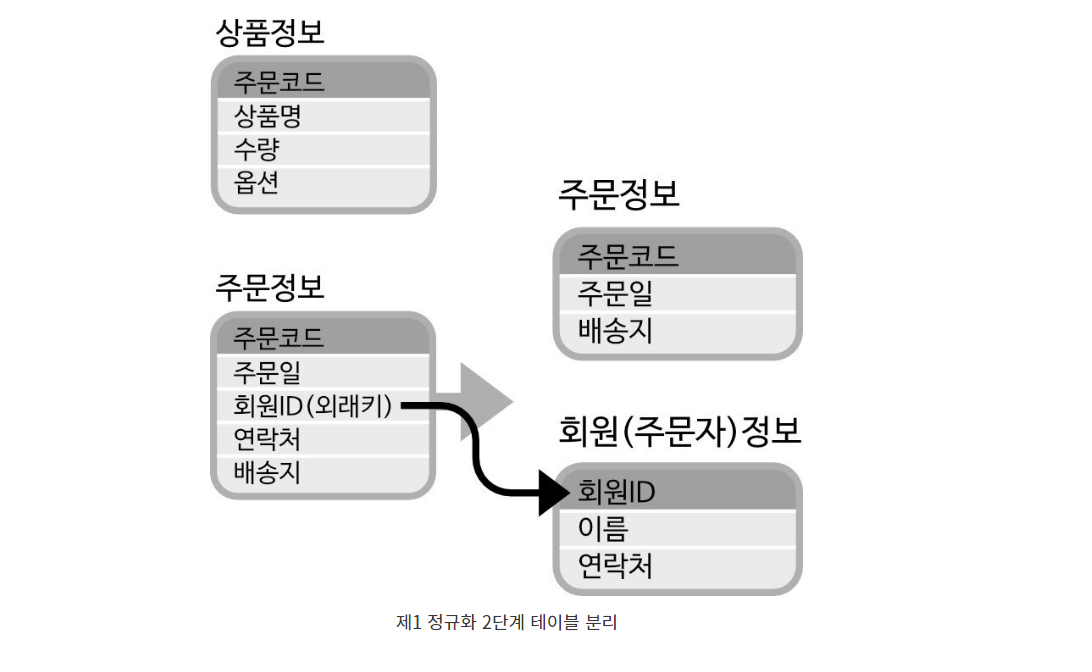 상품정보
주문코드
상품명
수량
옵션
주문정보
주문코드
주문일
회원ID(외래키)
연락처
배송지
주문정보
주문코드
주문일
배송지
회원(주문자)정보
회원ID
이름
연락처
제1 정규화 2단계 테이블 분리